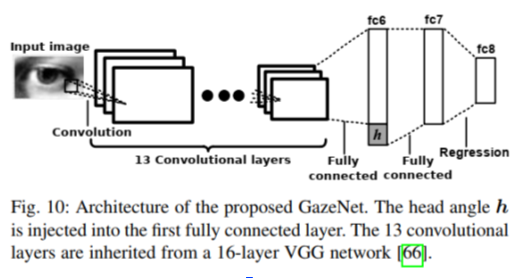 fc6
fc7
fc8
Input image
Convolution
13 Convolutional layers
h
Fully connected
Fully connected
Regression
Fig. 10: Architecture of the proposed GazeNet. The head angle h
is injected into the first fully connected layer. The 13 convolutional
layers are inherited from a 16-layer VGG network [66].